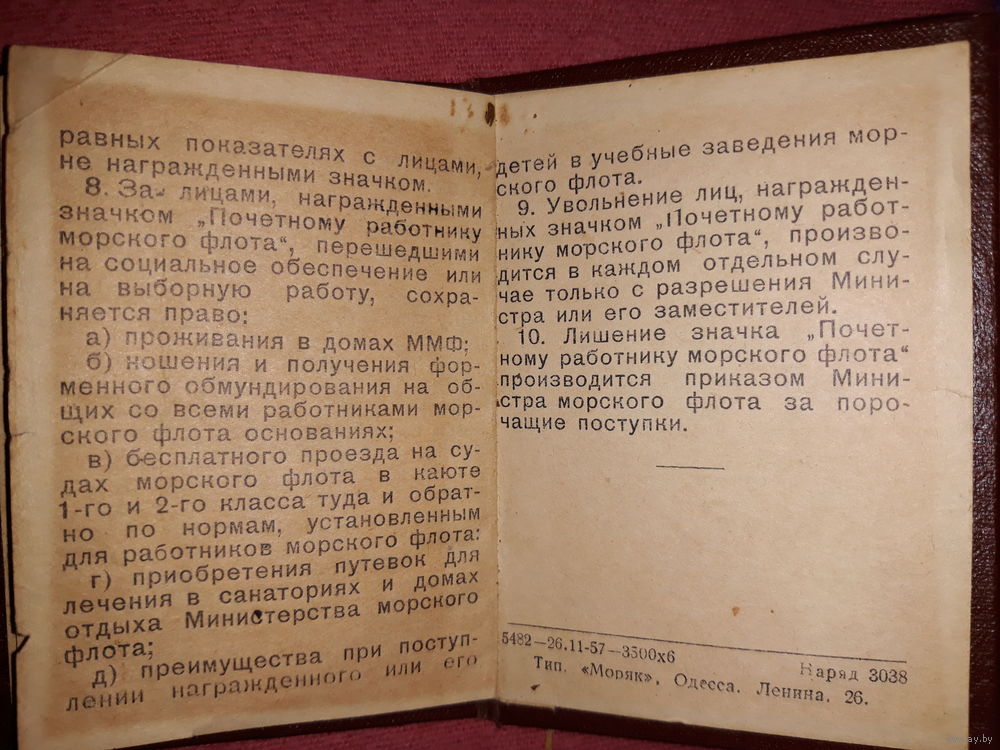 равных показателях с лицами,
не награжденными значком.
8. За лицами, награжденными
значком „Почетному работнику
морского флота“, перешедшими
на социальное обеспечение или
на выборную работу, сохра-
няется право:
а) проживания в домах ММФ;
б) ношения и получения фор-
менного обмундирования на об-
щих со всеми работниками мор-
ского флота основаниях;
в) бесплатного проезда на су-
дах морского флота в каюте
1-го и 2-го класса туда и обрат-
но по нормам, установленным
для работников морского флота:
г) приобретения путевок для
лечения в санаториях и домах
отдыха Министерства морского
флота;
д) преимущества при поступ-
лении награжденного или его
детей в учебные заведения мор-
ского флота.
9. Увольнение лиц, награжден-
ных значком „Почетному работ-
нику морского флота“, произво-
дится в каждом отдельном слу-
чае только с разрешения Мини-
стра или его заместителей.
10. Лишение значка „Почет-
ному работнику морского флота“
производится приказом Мини-
стра морского флота за поро-
чащие поступки.
5482—26.11-57—3500х6 Наряд 3038
Тип. «Моряк», Одесса. Ленина, 26.